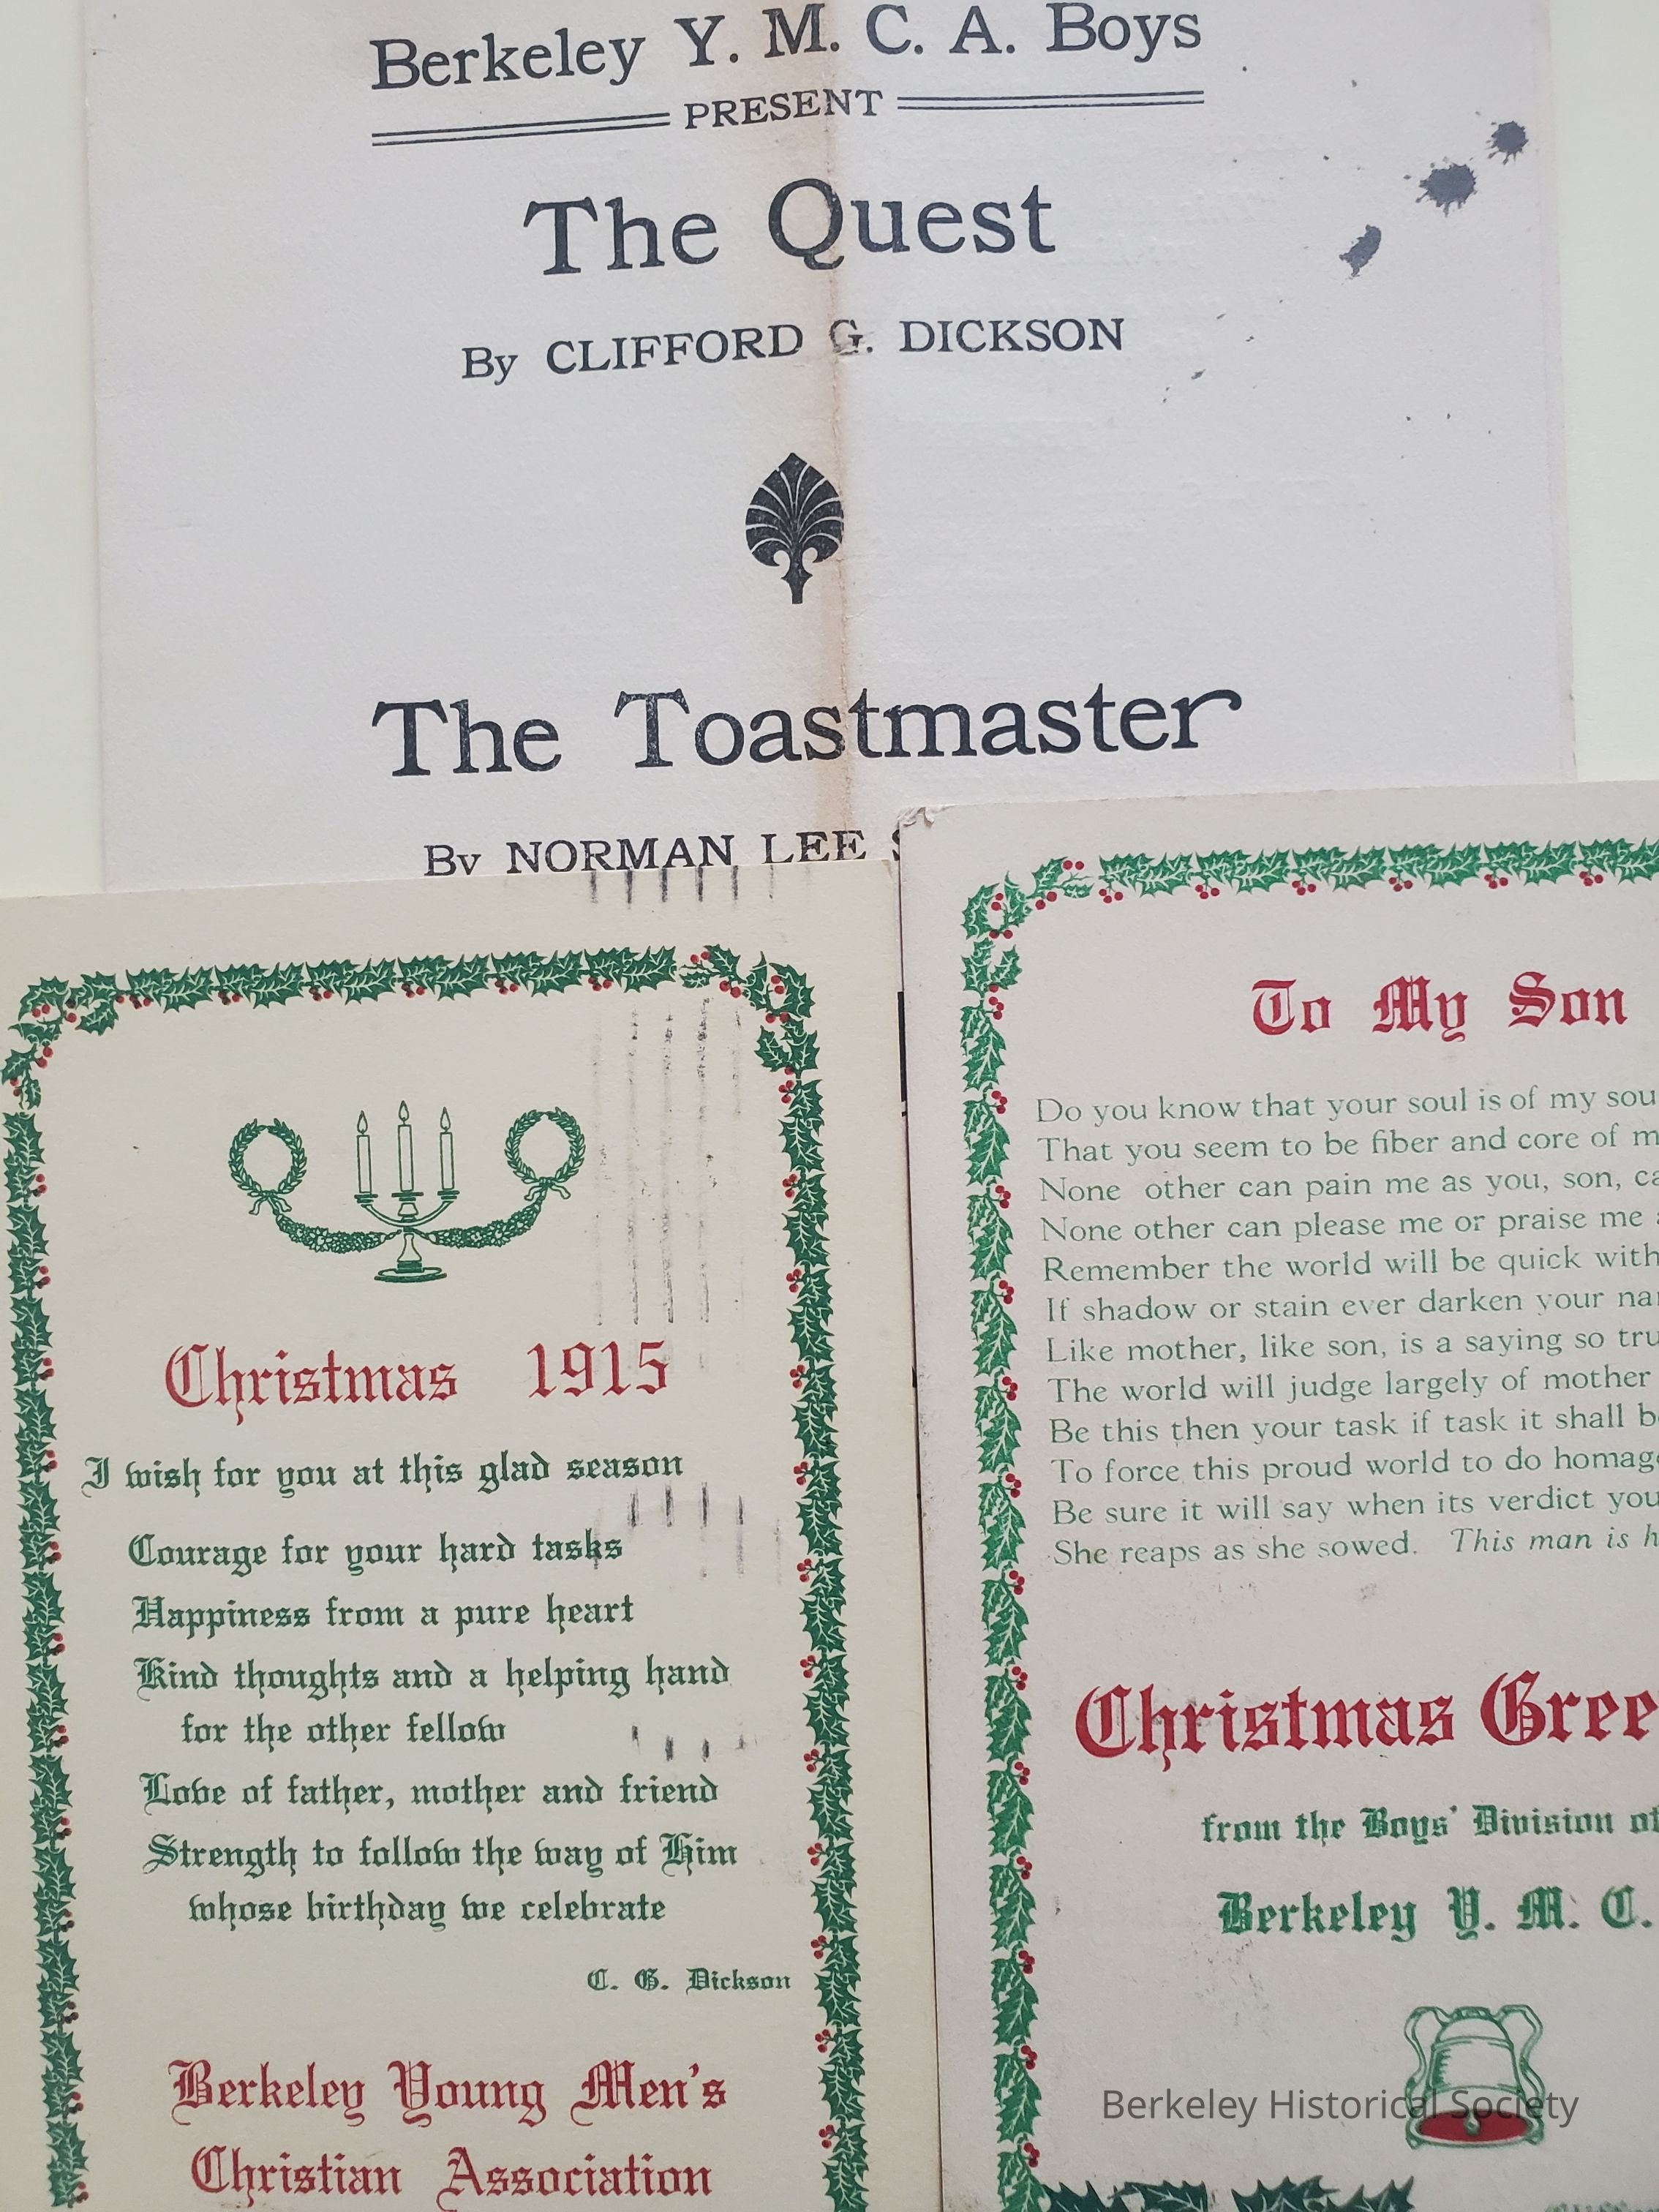 Berkeley Y. M. C. A. Boys
PRESENT
The Quest
By CLIFFORD G. DICKSON
The Toastmaster
By NORMAN LEE
Christmas 1915
I wish for you at this glad season
Courage for your hard tasks
Happiness from a pure heart
Kind thoughts and a helping hand
for the other fellow
Love of father, mother and friend
Strength to follow the way of Him
whose birthday we celebrate
C. G. Dickson
Berkeley Young Men's
Christian Association
To My Son
Do you know that your soul is of my
That you seem to be fiber and core of
None other can pain me as you, son,
None other can please me or praise me
Remember the world will be quick with
If shadow or stain ever darken your
Like mother, like son, is a saying so
The world will judge largely of mother
Be this then your task if task it shall
To force this proud world to do
Be sure it will say when its verdict
She reaps as she sowed. This man is
Christmas
from the Boys' Division of
Berkeley Y. M. C.
Berkeley Historical Society